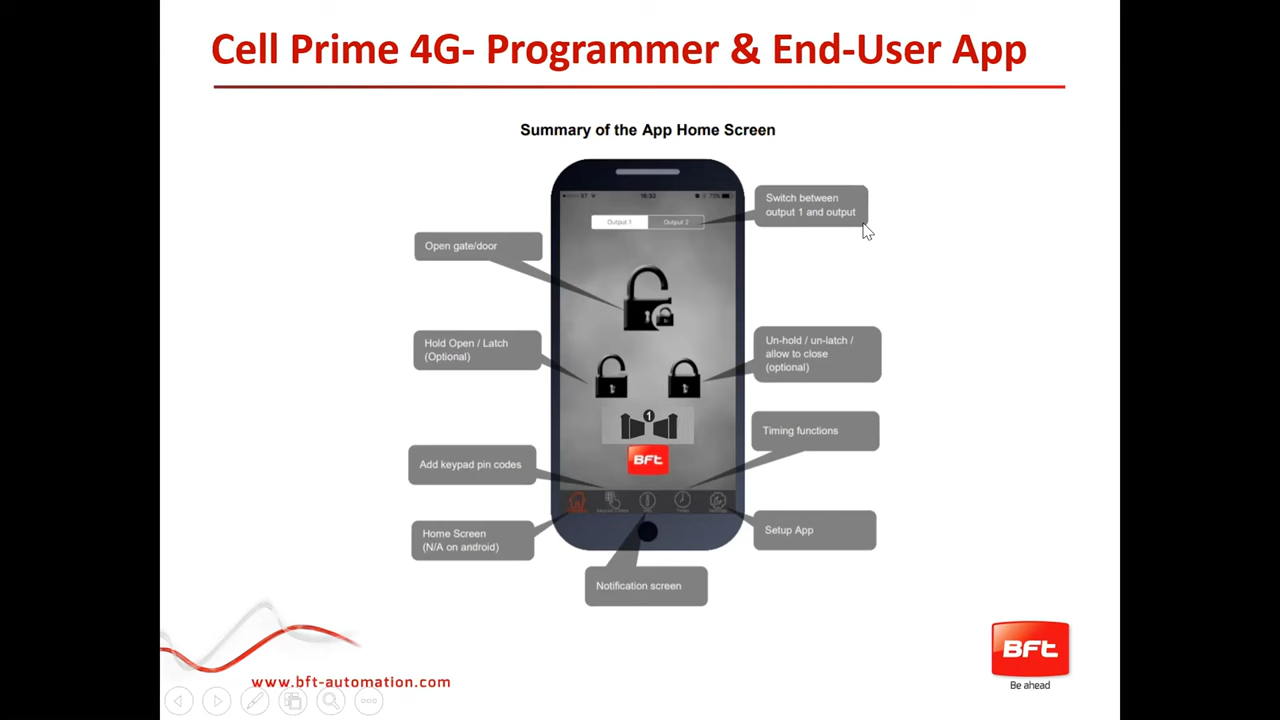 Cell Prime 4G- Programmer & End-User App
Summary of the App Home Screen
16:33
Switch between
output 1 and output
Output 1
Output 2
Open gate/door
Hold Open / Latch
(Optional)
Un-hold / un-latch /
allow to close
(optional)
1
Timing functions
BFT
Add keypad pin codes
Home Screen
(N/A on android)
Setup App
Notification screen
www.bft-automation.com
BFT
Be ahead